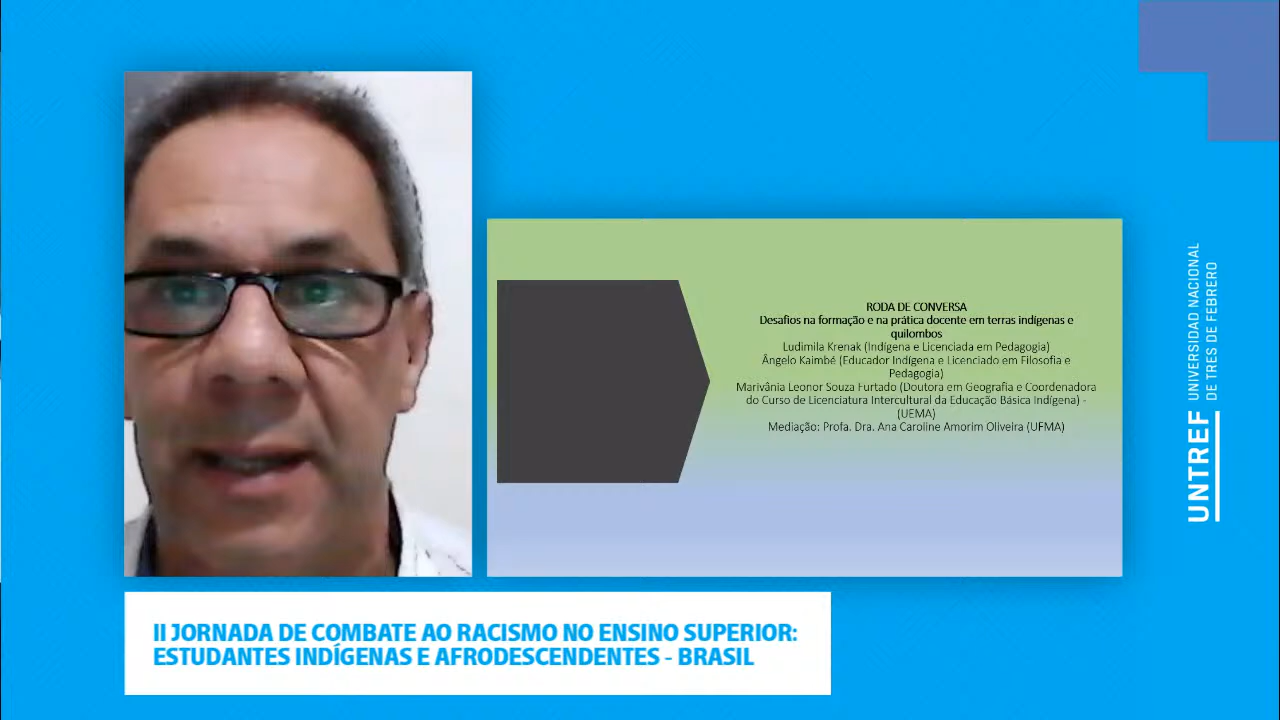 RODA DE CONVERSA
Desafios na formação e na prática docente em terras indígenas e
quilombos
Ludimila Krenak (Indígena e Licenciada em Pedagogia)
Ângelo Kaimbé (Educador Indígena e Licenciado em Filosofia e
Pedagogia)
Marivânia Leonor Souza Furtado (Doutora em Geografia e Coordenadora
do Curso de Licenciatura Intercultural da Educação Básica Indígena) -
(UEMA)
Mediação: Profa. Dra. Ana Caroline Amorim Oliveira (UFMA)
UNTREF
UNIVERSIDAD NACIONAL
DE TRES DE FEBRERO
II JORNADA DE COMBATE AO RACISMO NO ENSINO SUPERIOR:
ESTUDANTES INDÍGENAS E AFRODESCENDENTES - BRASIL